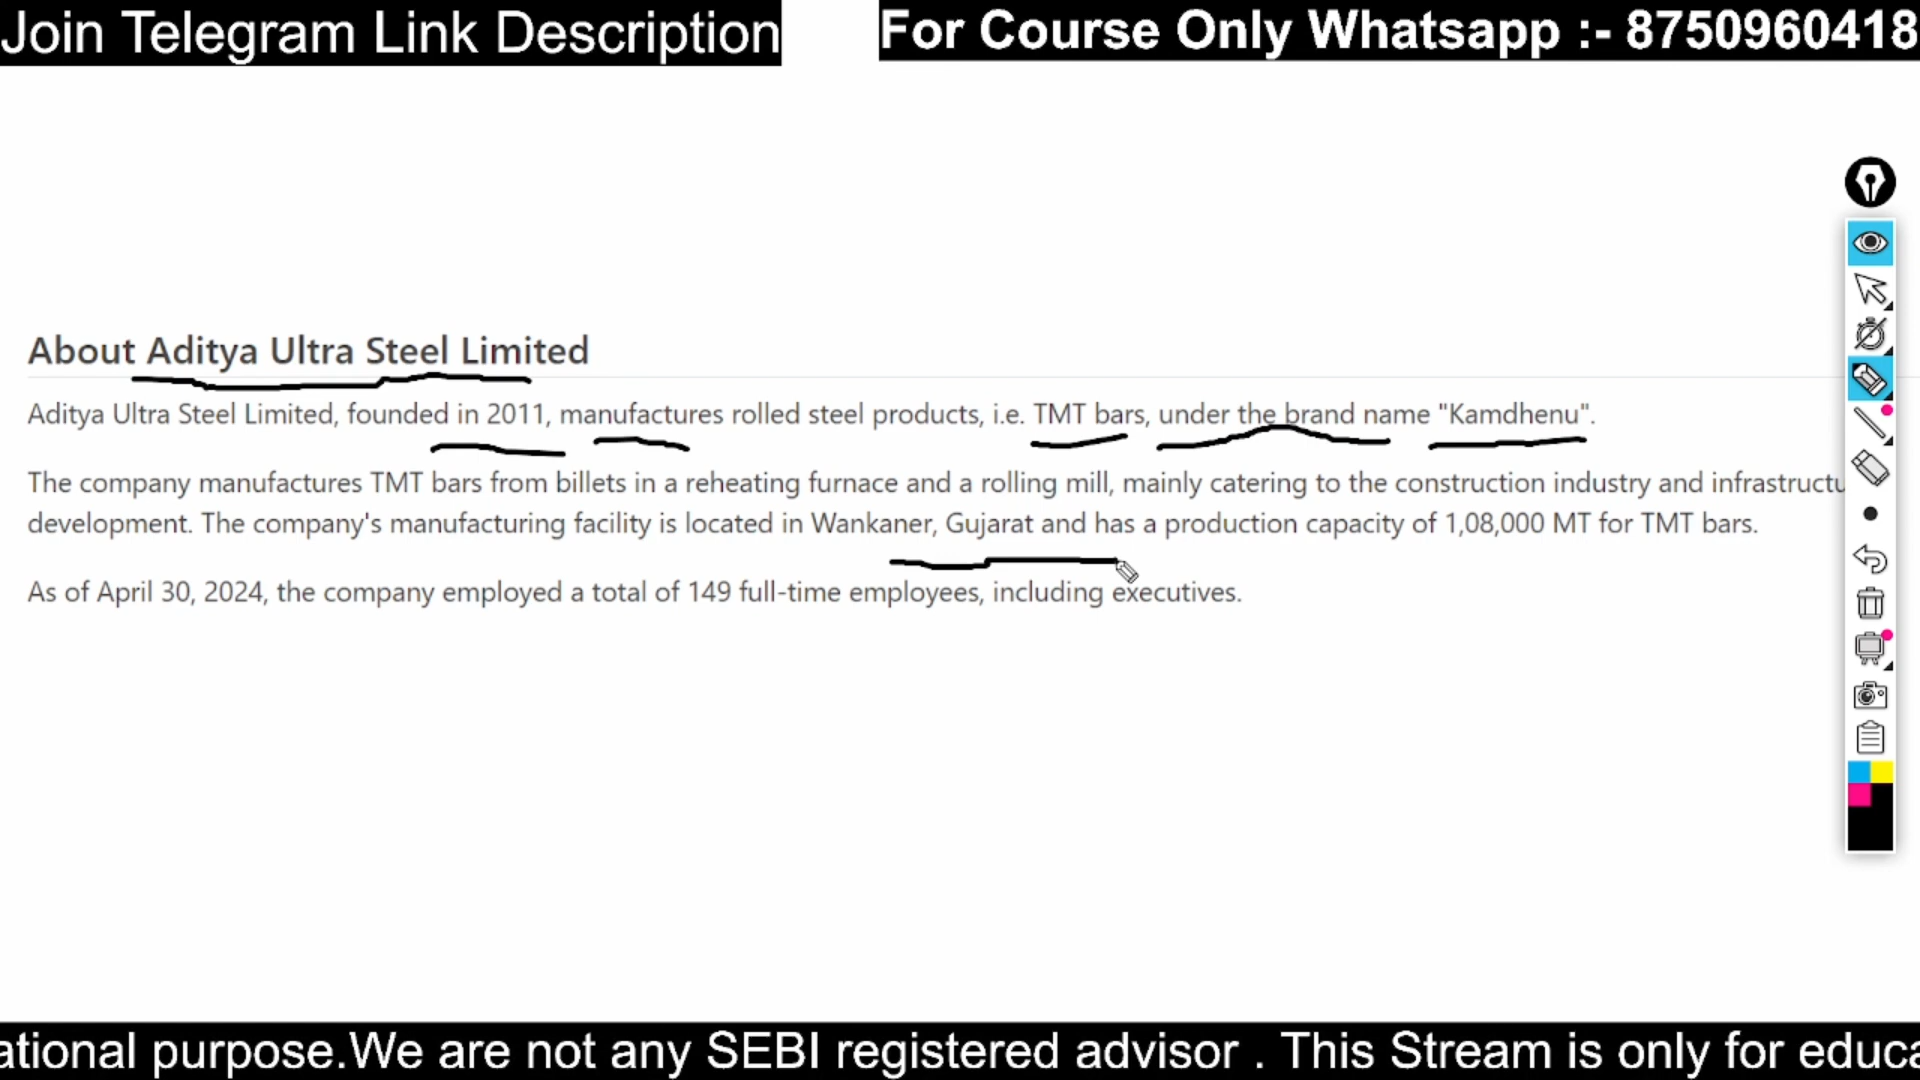 Join Telegram Link Description
For Course Only Whatsapp :- 8750960418
About Aditya Ultra Steel Limited
Aditya Ultra Steel Limited, founded in 2011, manufactures rolled steel products, i.e. TMT bars, under the brand name "Kamdhenu".
The company manufactures TMT bars from billets in a reheating furnace and a rolling mill, mainly catering to the construction industry and infrastructu
development. The company's manufacturing facility is located in Wankaner, Gujarat and has a production capacity of 1,08,000 MT for TMT bars.
As of April 30, 2024, the company employed a total of 149 full-time employees, including executives.
ational purpose.We are not any SEBI registered advisor . This Stream is only for educa